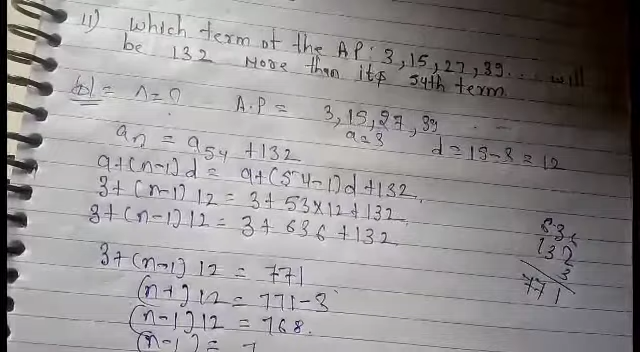 11) Which term of the A.P: 3, 15, 27, 39... will
be 132 More than its 54th term.
n = ? A.P = 3, 15, 27, 39 ...
a = 3 d = 15-3 = 12
an = a54 + 132
a+(n-1)d = a+(54-1)d+132
3+(n-1)12 = 3+53×12+132
3+(n-1)12 = 3+636+132
636
132
3
771
3+(n-1)12 = 771
(n-1)12 = 771-3
(n-1)12 = 768.
(n-1) =